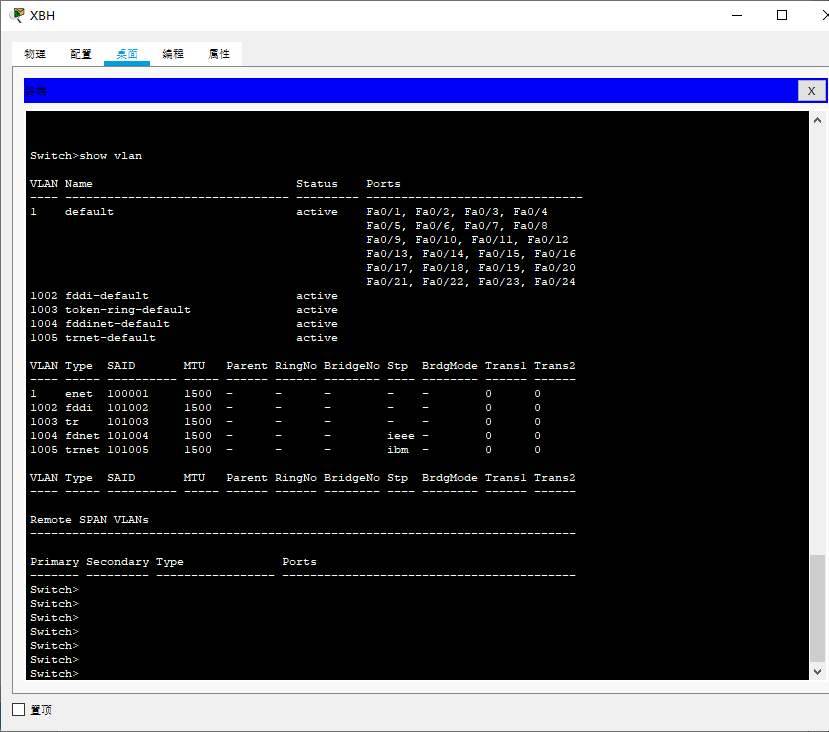 XBH
物理 配置 桌面 编程 属性
终端 X
Switch>show vlan
VLAN Name                             Status    Ports
---- -------------------------------- --------- -------------------------------
1    default                          active    Fa0/1, Fa0/2, Fa0/3, Fa0/4
                                                Fa0/5, Fa0/6, Fa0/7, Fa0/8
                                                Fa0/9, Fa0/10, Fa0/11, Fa0/12
                                                Fa0/13, Fa0/14, Fa0/15, Fa0/16
                                                Fa0/17, Fa0/18, Fa0/19, Fa0/20
                                                Fa0/21, Fa0/22, Fa0/23, Fa0/24
1002 fddi-default                     active
1003 token-ring-default               active
1004 fddinet-default                  active
1005 trnet-default                    active
VLAN Type  SAID       MTU   Parent RingNo BridgeNo Stp  BrdgMode Trans1 Trans2
---- ----- ---------- ----- ------ ------ -------- ---- -------- ------ ------
1    enet  100001     1500  -      -      -        -    -        0      0
1002 fddi  101002     1500  -      -      -        -    -        0      0
1003 tr    101003     1500  -      -      -        -    -        0      0
1004 fdnet 101004     1500  -      -      -        ieee -        0      0
1005 trnet 101005     1500  -      -      -        ibm  -        0      0
VLAN Type  SAID       MTU   Parent RingNo BridgeNo Stp  BrdgMode Trans1 Trans2
---- ----- ---------- ----- ------ ------ -------- ---- -------- ------ ------
Remote SPAN VLANs
------------------------------------------------------------------------------
Primary Secondary Type              Ports
------- --------- ----------------- ------------------------------------------
Switch>
Switch>
Switch>
Switch>
Switch>
Switch>
Switch>
置顶